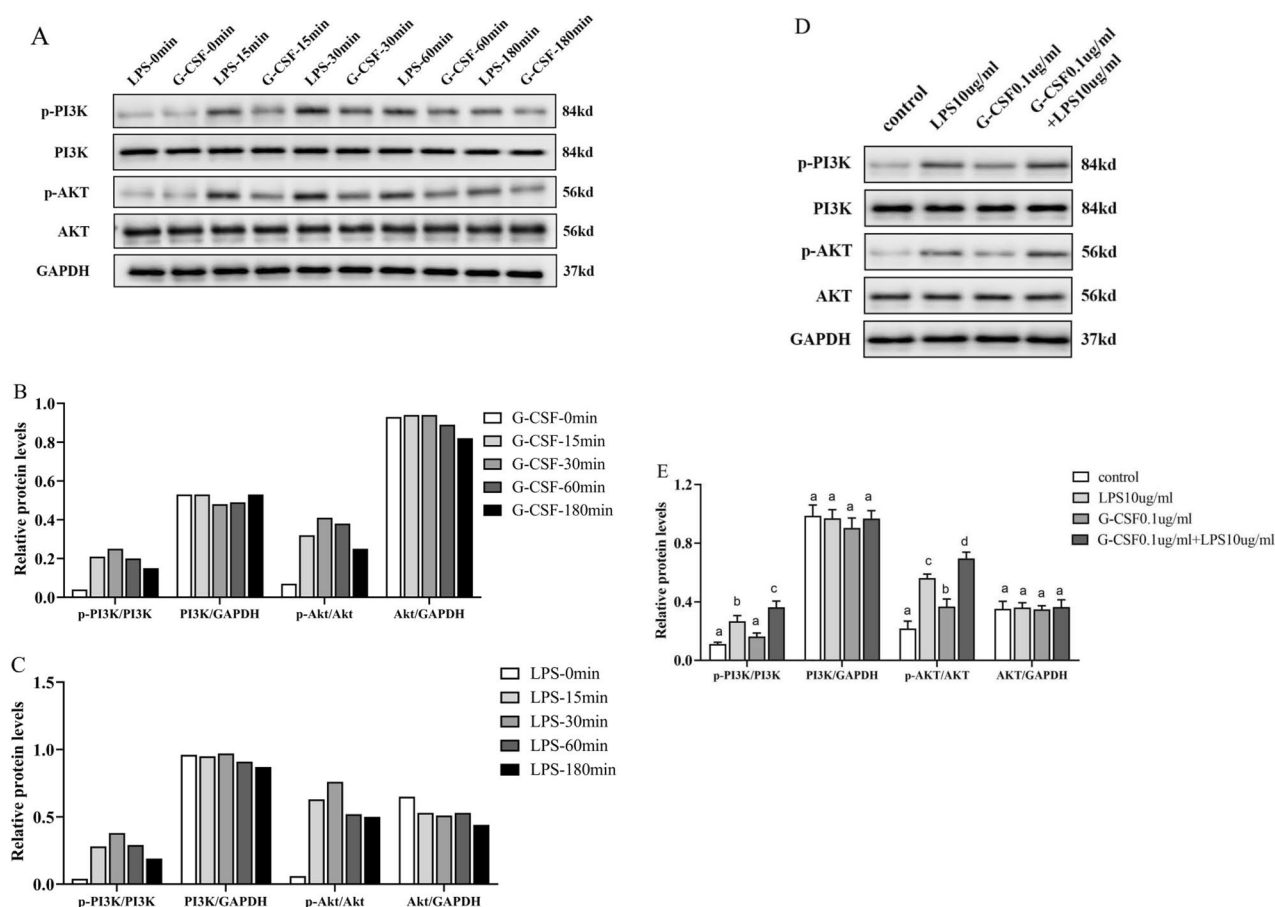 A
LPS-0min
G-CSF-0min
LPS-15min
G-CSF-15min
LPS-30min
G-CSF-30min
LPS-60min
G-CSF-60min
LPS-180min
G-CSF-180min
p-PI3K 84kd
PI3K 84kd
p-AKT 56kd
AKT 56kd
GAPDH 37kd
B
Relative protein levels
1.0
0.8
0.6
0.4
0.2
0.0
p-PI3K/PI3K PI3K/GAPDH p-Akt/Akt Akt/GAPDH
G-CSF-0min
G-CSF-15min
G-CSF-30min
G-CSF-60min
G-CSF-180min
C
Relative protein levels
1.5
1.0
0.5
0.0
p-PI3K/PI3K PI3K/GAPDH p-Akt/Akt Akt/GAPDH
LPS-0min
LPS-15min
LPS-30min
LPS-60min
LPS-180min
D
control
LPS10ug/ml
G-CSF0.1ug/ml
G-CSF0.1ug/ml
+LPS10ug/ml
p-PI3K 84kd
PI3K 84kd
p-AKT 56kd
AKT 56kd
GAPDH 37kd
E
Relative protein levels
1.2
0.9
0.6
0.4
0.0
a b a c
a a a a
a c b d
a a a a
p-PI3K/PI3K PI3K/GAPDH p-AKT/AKT AKT/GAPDH
control
LPS10ug/ml
G-CSF0.1ug/ml
G-CSF0.1ug/ml+LPS10ug/ml